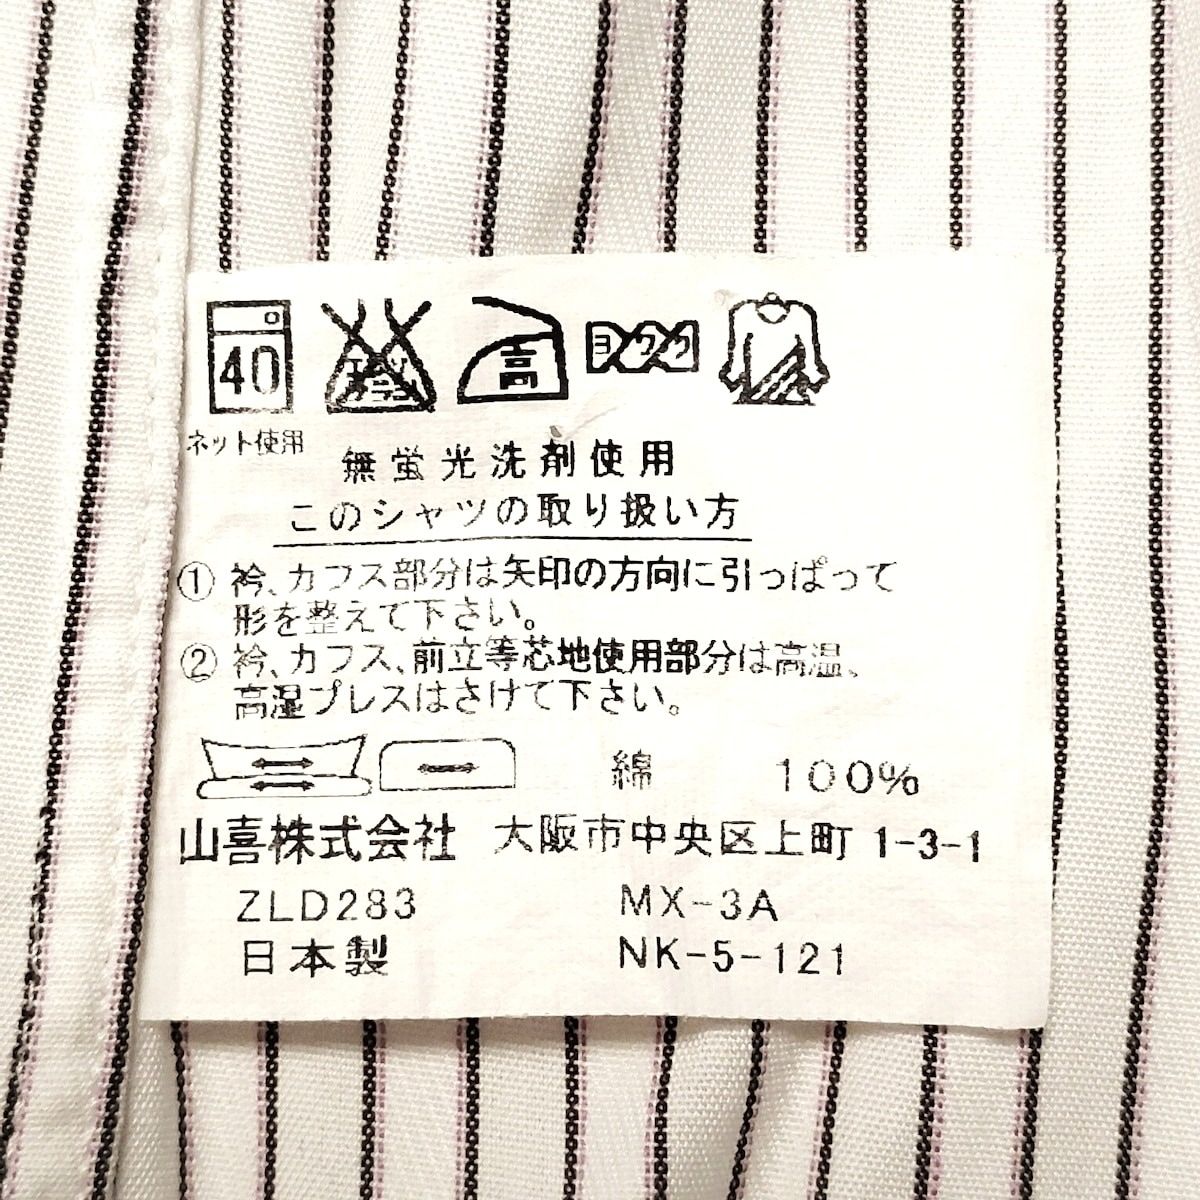 40 高 ヨワク
ネット使用
無蛍光洗剤使用
このシャツの取り扱い方
① 衿、カフス部分は矢印の方向に引っぱって
形を整えて下さい。
② 衿、カフス、前立等芯地使用部分は高温、
高湿プレスはさけて下さい。
綿 100%
山喜株式会社 大阪市中央区上町 1-3-1
ZLD283 MX-3A
日本製 NK-5-121